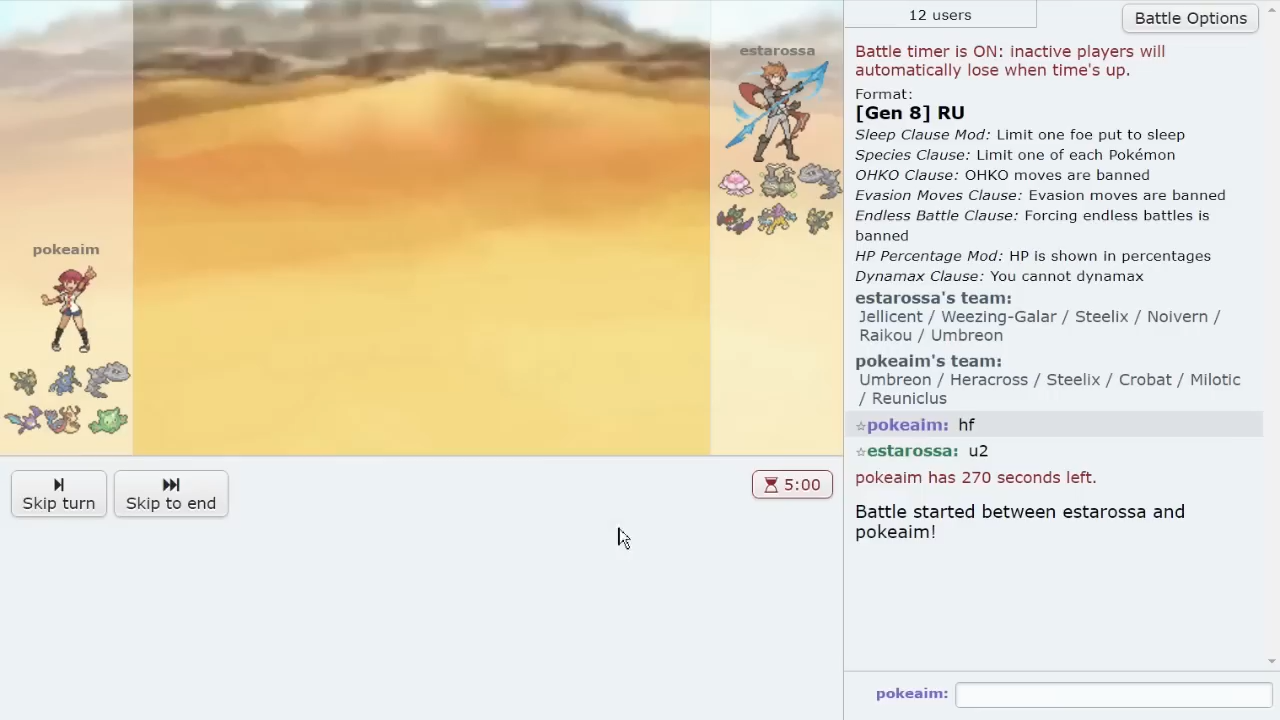 12 users
Battle Options
estarossa
pokeaim
Skip turn
Skip to end
5:00
Battle timer is ON: inactive players will
automatically lose when time's up.
Format:
[Gen 8] RU
Sleep Clause Mod: Limit one foe put to sleep
Species Clause: Limit one of each Pokémon
OHKO Clause: OHKO moves are banned
Evasion Moves Clause: Evasion moves are banned
Endless Battle Clause: Forcing endless battles is
banned
HP Percentage Mod: HP is shown in percentages
Dynamax Clause: You cannot dynamax
estarossa's team:
Jellicent / Weezing-Galar / Steelix / Noivern /
Raikou / Umbreon
pokeaim's team:
Umbreon / Heracross / Steelix / Crobat / Milotic
/ Reuniclus
☆pokeaim: hf
☆estarossa: u2
pokeaim has 270 seconds left.
Battle started between estarossa and
pokeaim!
pokeaim: